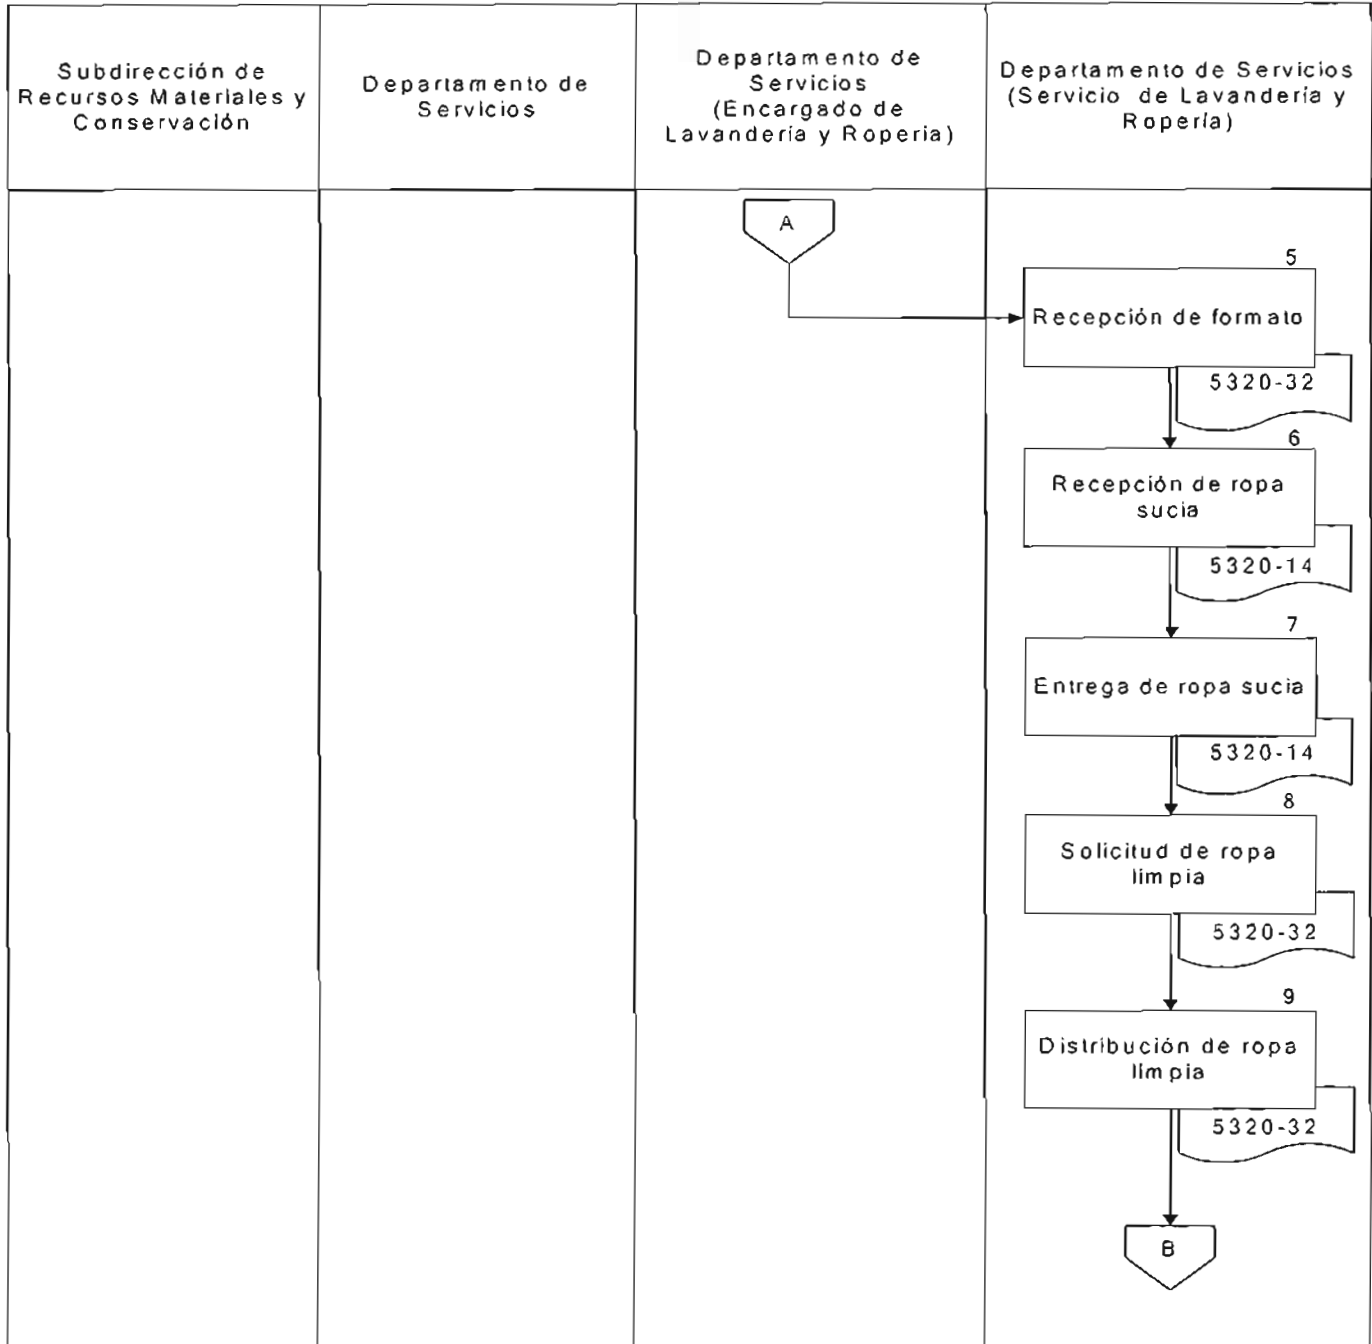 Subdirección de
Recursos Materiales y
Conservación
Departamento de
Servicios
Departamento de
Servicios
(Encargado de
Lavandería y Roperia)
Departamento de Servicios
(Servicio de Lavandería y
Ropería)
A
5
Recepción de formato
5320-32
6
Recepción de ropa
sucia
5320-14
7
Entrega de ropa sucia
5320-14
8
Solicitud de ropa
limpia
5320-32
9
Distribución de ropa
limpia
5320-32
B